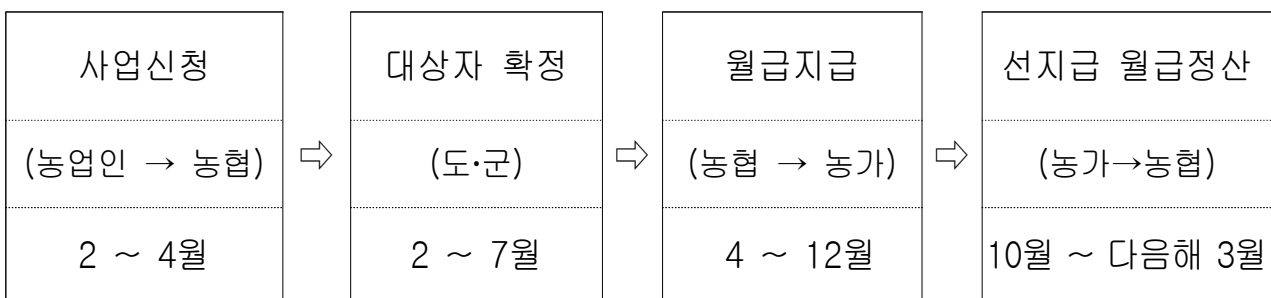 사업신청 ⇨ 대상자 확정 ⇨ 월급지급 ⇨ 선지급 월급정산
(농업인 → 농협) (도·군) (농협 → 농가) (농가→농협)
2 ~ 4월 2 ~ 7월 4 ~ 12월 10월 ~ 다음해 3월